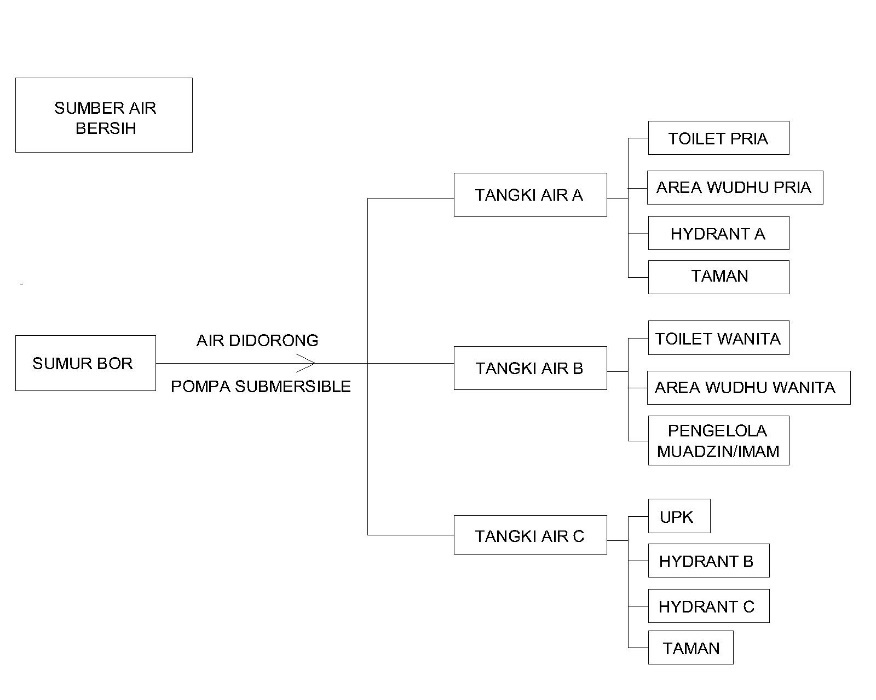 SUMBER AIR
BERSIH
SUMUR BOR
AIR DIDORONG
POMPA SUBMERSIBLE
TANGKI AIR A
TOILET PRIA
AREA WUDHU PRIA
HYDRANT A
TAMAN
TANGKI AIR B
TOILET WANITA
AREA WUDHU WANITA
PENGELOLA
MUADZIN/IMAM
TANGKI AIR C
UPK
HYDRANT B
HYDRANT C
TAMAN